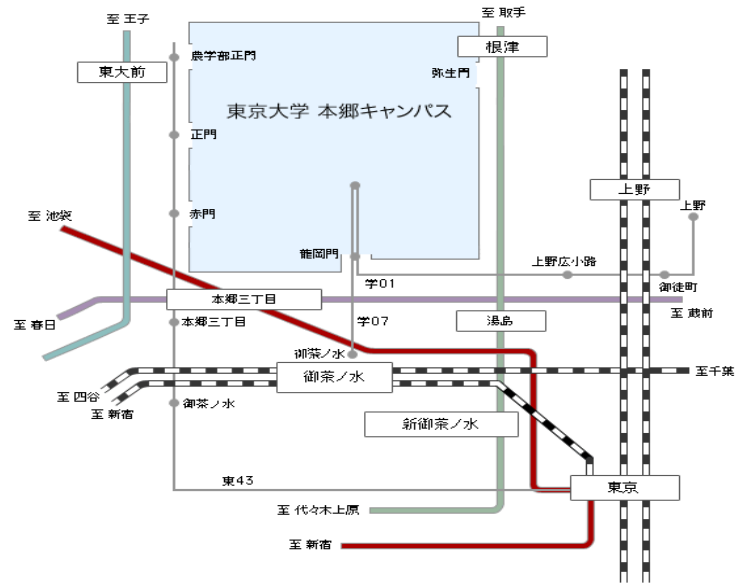 至 王子
至 取手
農学部正門
根津
東大前
弥生門
東京大学 本郷キャンパス
正門
上野
上野
至 池袋
赤門
龍岡門
上野広小路
学01
御徒町
本郷三丁目
至 蔵前
至 春日
本郷三丁目
学07
湯島
御茶ノ水
御茶ノ水
至千葉
至 四谷
至 新宿
御茶ノ水
新御茶ノ水
東43
東京
至 代々木上原
至 新宿